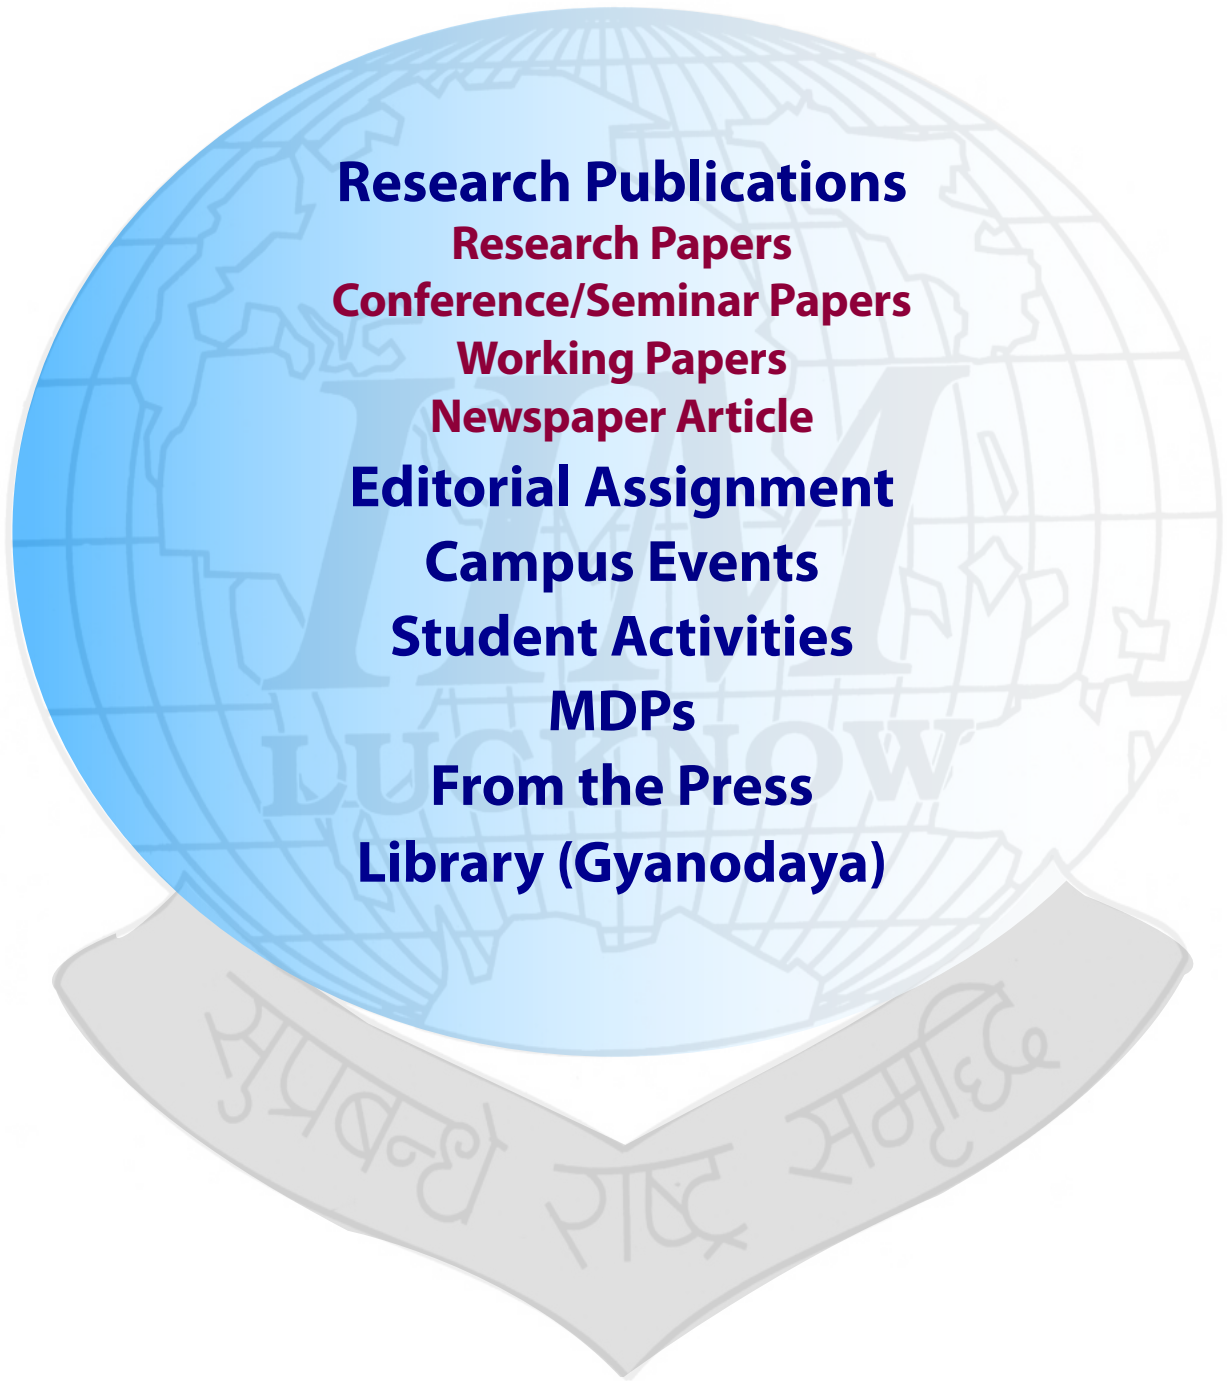 Research Publications
Research Papers
Conference/Seminar Papers
Working Papers
Newspaper Article
Editorial Assignment
Campus Events
Student Activities
MDPs
From the Press
Library (Gyanodaya)
IIM
LUCKNOW
सुप्रबन्धे राष्ट्र समृद्धि